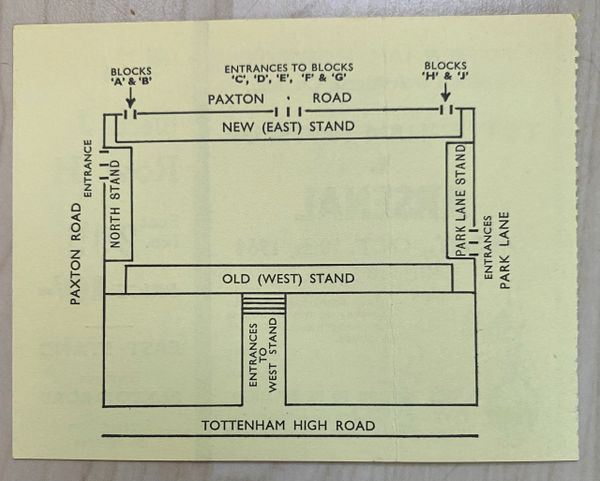 BLOCKS
'A' & 'B'
ENTRANCES TO BLOCKS
'C', 'D', 'E', 'F' & 'G'
BLOCKS
'H' & 'J'
PAXTON ROAD
NEW (EAST) STAND
ENTRANCE
NORTH STAND
PAXTON ROAD
PARK LANE STAND
ENTRANCES
PARK LANE
OLD (WEST) STAND
ENTRANCES
TO
WEST STAND
TOTTENHAM HIGH ROAD